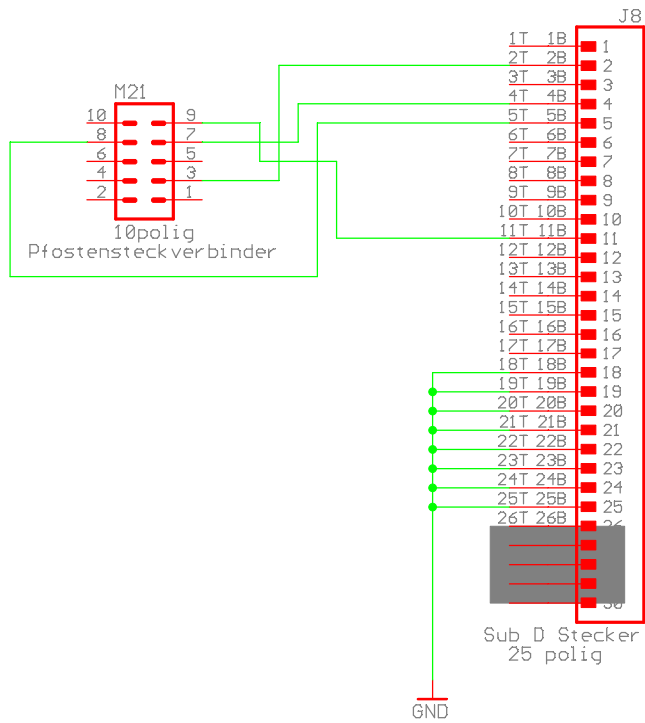 J8
1T 1B 1
2T 2B 2
3T 3B 3
4T 4B 4
5T 5B 5
6T 6B 6
7T 7B 7
8T 8B 8
9T 9B 9
10T 10B 10
11T 11B 11
12T 12B 12
13T 13B 13
14T 14B 14
15T 15B 15
16T 16B 16
17T 17B 17
18T 18B 18
19T 19B 19
20T 20B 20
21T 21B 21
22T 22B 22
23T 23B 23
24T 24B 24
25T 25B 25
26T 26B
M21
10 9
8 7
6 5
4 3
2 1
10polig
Pfostensteckverbinder
Sub D Stecker
25 polig
GND